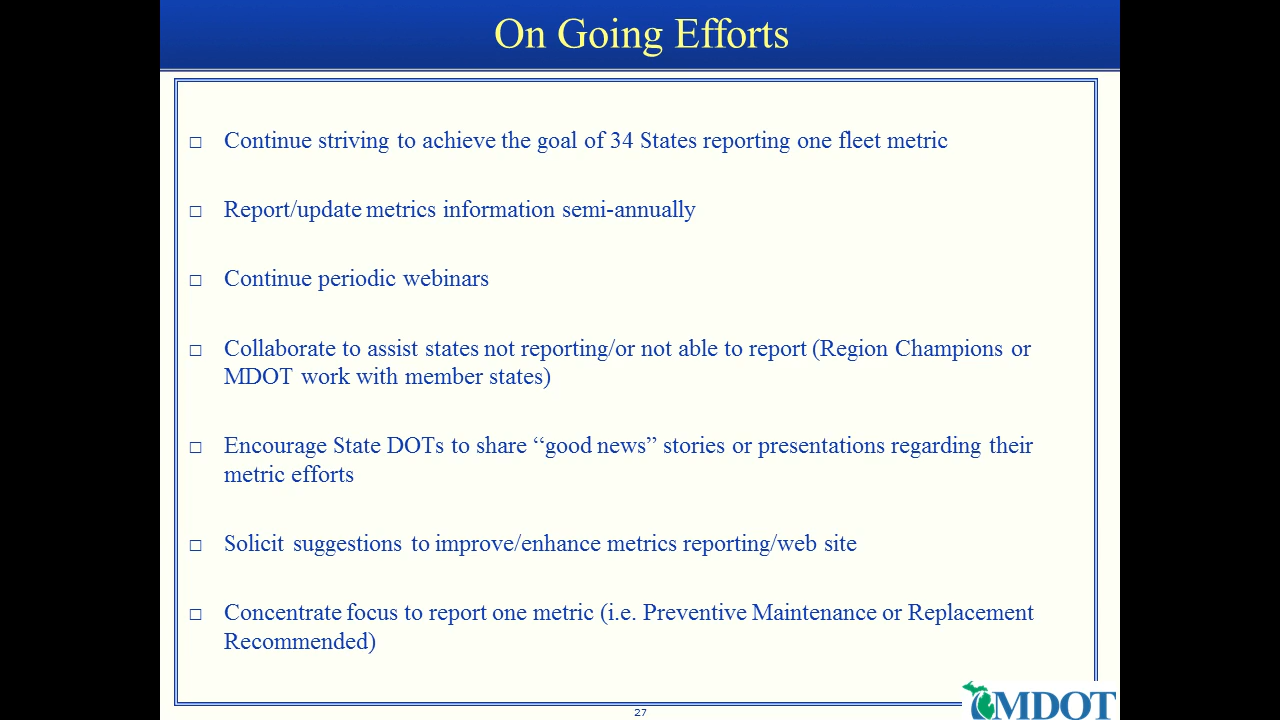 On Going Efforts
□ Continue striving to achieve the goal of 34 States reporting one fleet metric
□ Report/update metrics information semi-annually
□ Continue periodic webinars
□ Collaborate to assist states not reporting/or not able to report (Region Champions or
MDOT work with member states)
□ Encourage State DOTs to share “good news” stories or presentations regarding their
metric efforts
□ Solicit suggestions to improve/enhance metrics reporting/web site
□ Concentrate focus to report one metric (i.e. Preventive Maintenance or Replacement
Recommended)
27
MDOT